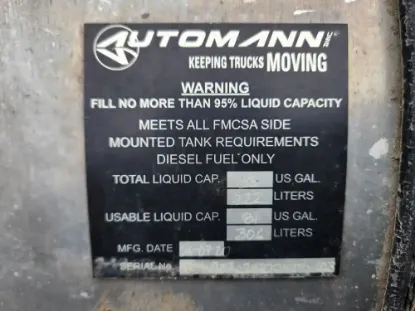 AUTOMANN INC.
KEEPING TRUCKS MOVING
WARNING
FILL NO MORE THAN 95% LIQUID CAPACITY
MEETS ALL FMCSA SIDE
MOUNTED TANK REQUIREMENTS
DIESEL FUEL ONLY
TOTAL LIQUID CAP. US GAL.
LITERS
USABLE LIQUID CAP. US GAL.
LITERS
MFG. DATE
SERIAL No